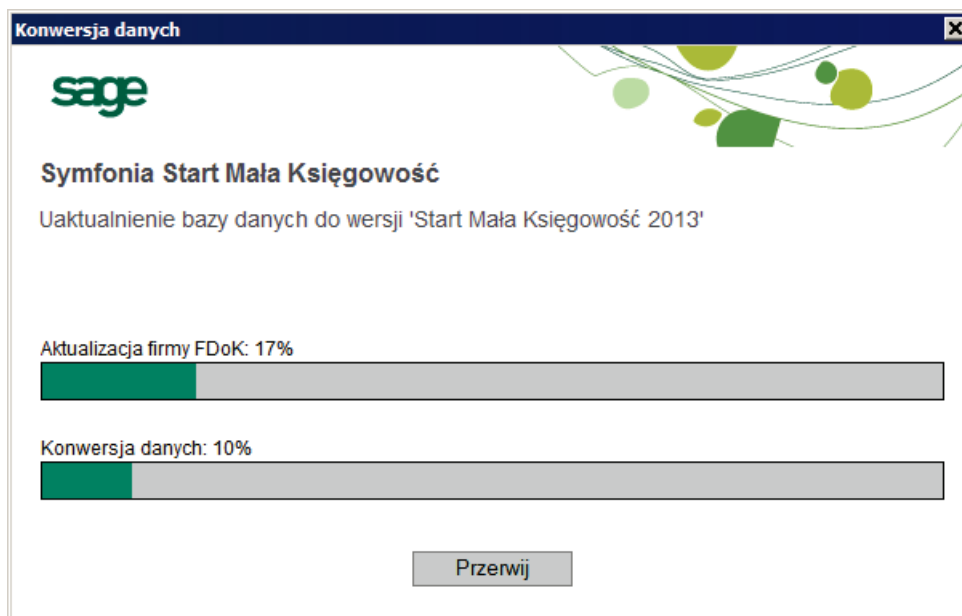 Konwersja danych
sage
Symfonia Start Mała Księgowość
Uaktualnienie bazy danych do wersji 'Start Mała Księgowość 2013'
Aktualizacja firmy FDoK: 17%
Konwersja danych: 10%
Przerwij